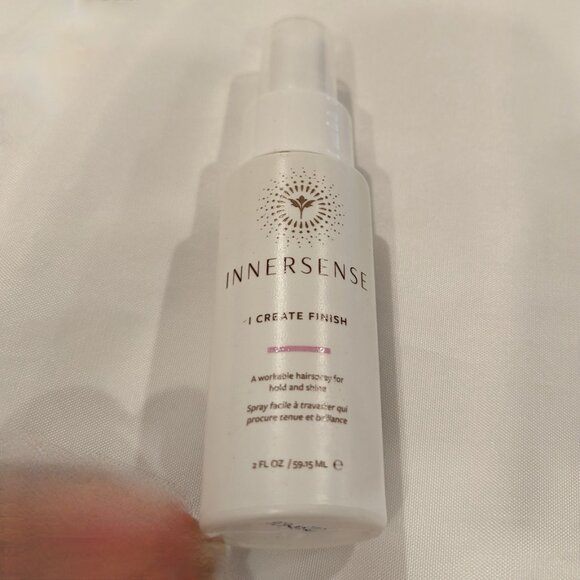 INNERSENSE
I CREATE FINISH
A workable hairspray for
hold and shine
Spray facile à travailler qui
procure tenue et brillance
2 FL OZ / 59.15 ML ℮